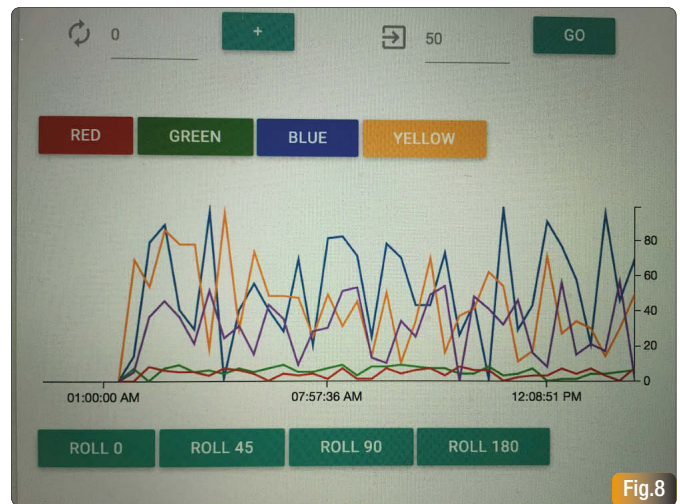 0 + 50 GO
RED GREEN BLUE YELLOW
80
60
40
20
0
01:00:00 AM 07:57:36 AM 12:08:51 PM
ROLL 0 ROLL 45 ROLL 90 ROLL 180
Fig.8